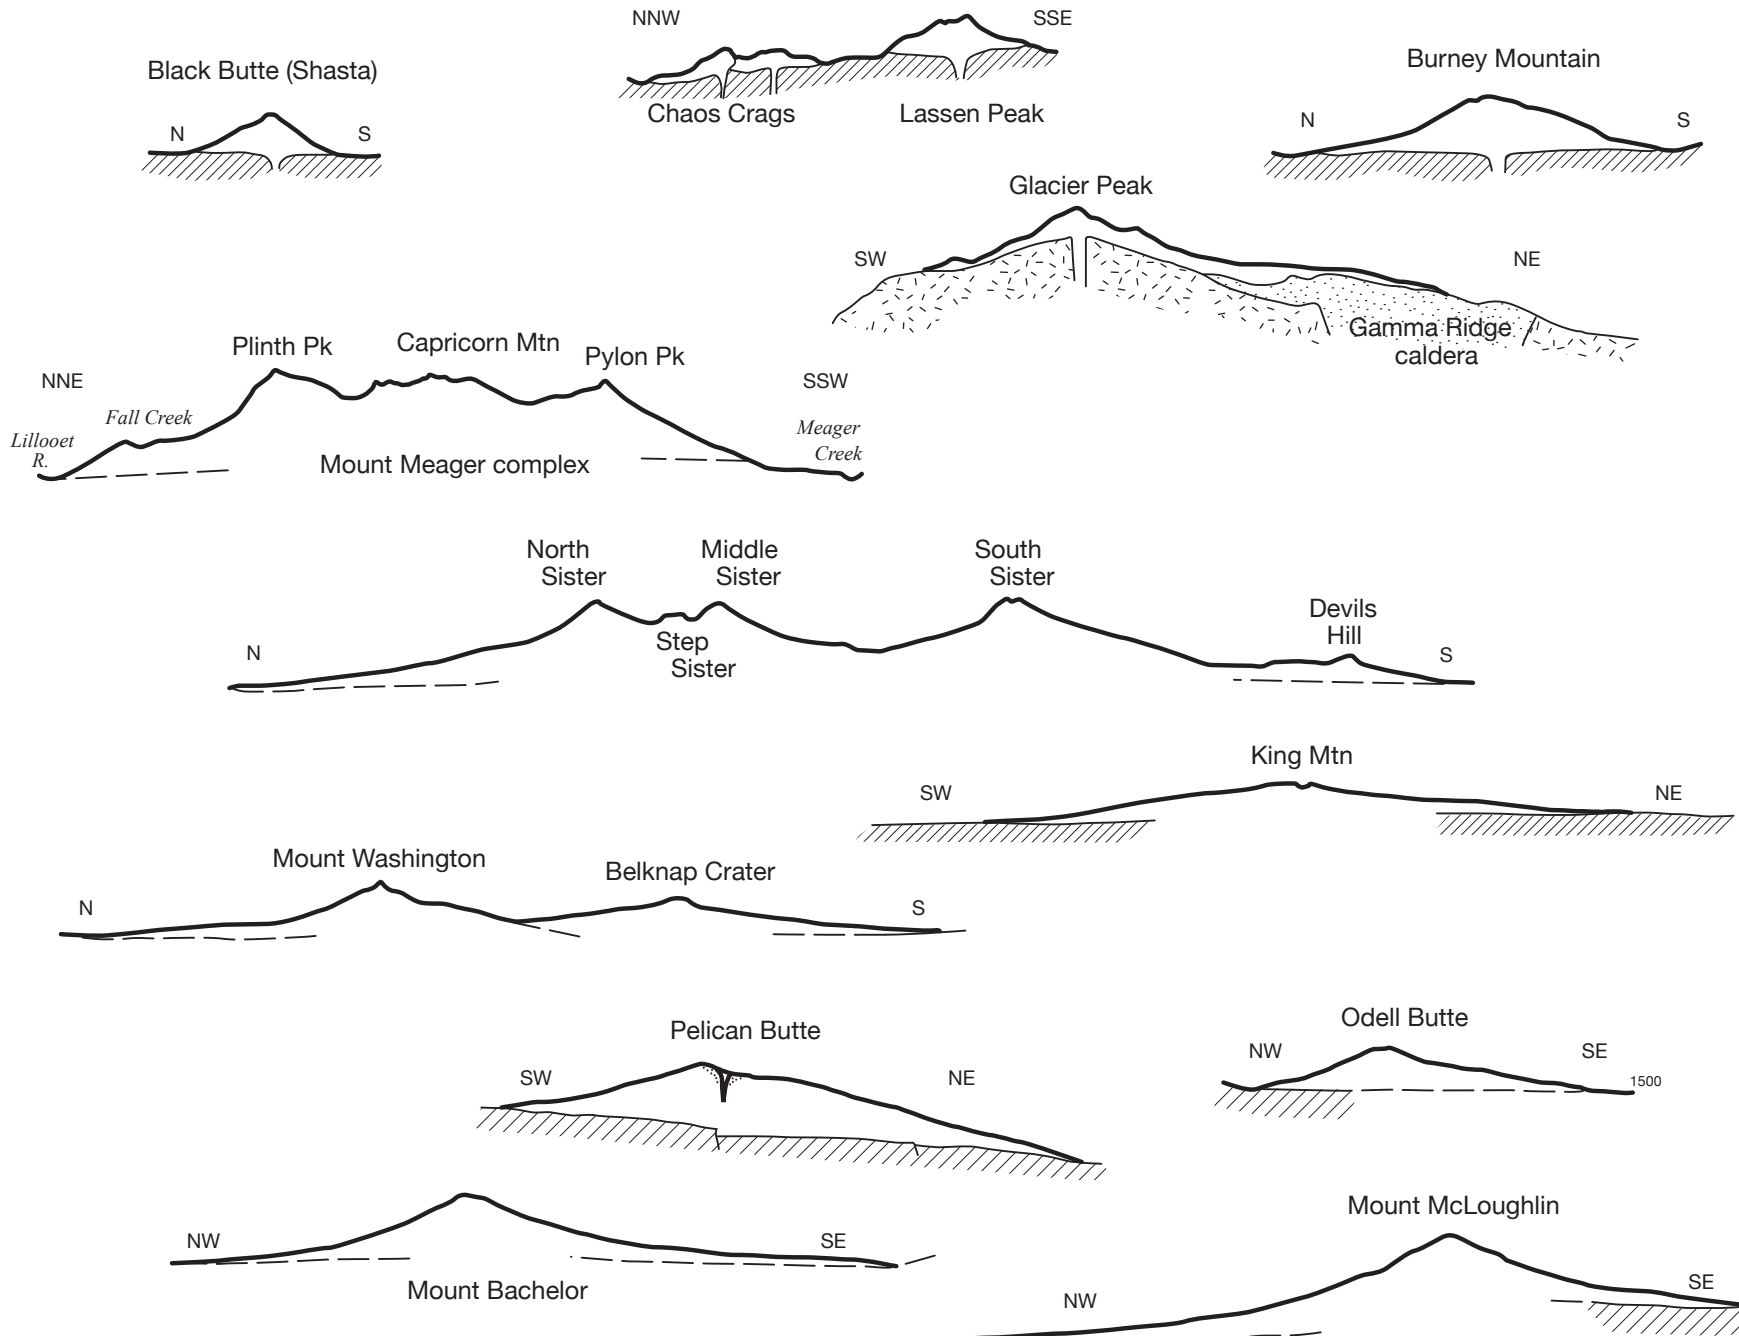 NNW
SSE
Black Butte (Shasta)
N
S
Chaos Crags
Lassen Peak
Burney Mountain
N
S
Glacier Peak
SW
NE
Gamma Ridge
caldera
Plinth Pk
Capricorn Mtn
Pylon Pk
NNE
SSW
Fall Creek
Lillooet
R.
Meager
Creek
Mount Meager complex
North
Sister
Middle
Sister
South
Sister
Step
Sister
Devils
Hill
N
S
King Mtn
SW
NE
Mount Washington
Belknap Crater
N
S
Pelican Butte
SW
NE
Odell Butte
NW
SE
1500
NW
SE
Mount Bachelor
Mount McLoughlin
NW
SE